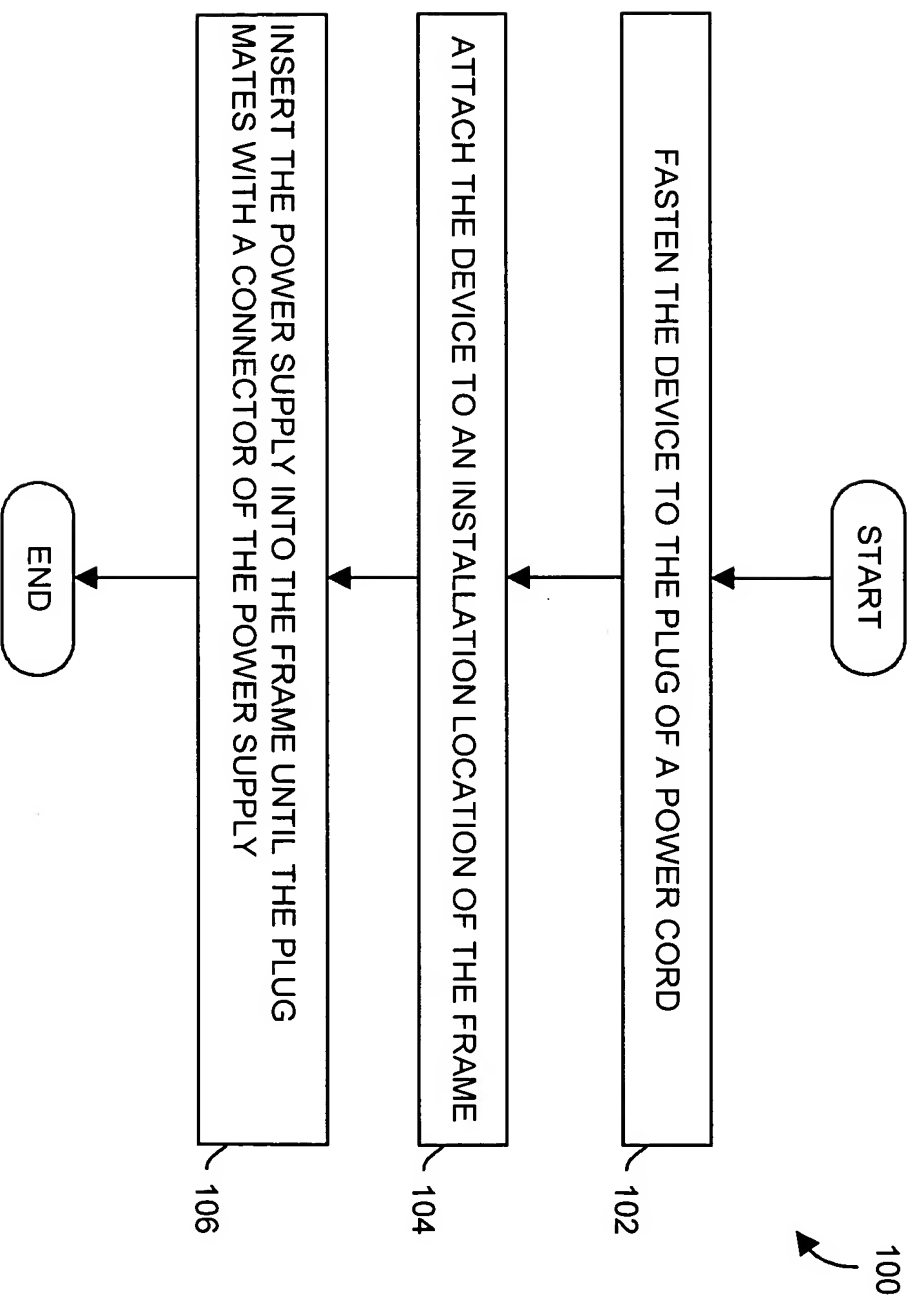 100
START
FASTEN THE DEVICE TO THE PLUG OF A POWER CORD
102
ATTACH THE DEVICE TO AN INSTALLATION LOCATION OF THE FRAME
104
INSERT THE POWER SUPPLY INTO THE FRAME UNTIL THE PLUG
MATES WITH A CONNECTOR OF THE POWER SUPPLY
106
END